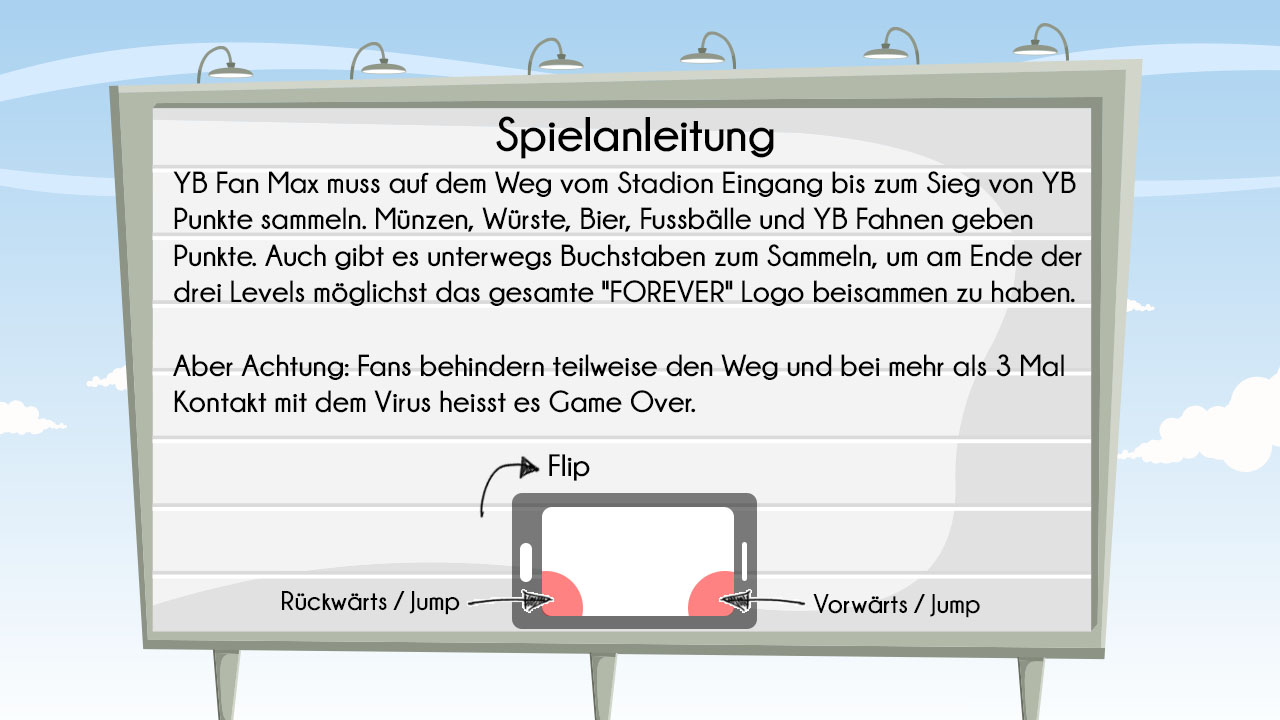 Spielanleitung
YB Fan Max muss auf dem Weg vom Stadion Eingang bis zum Sieg von YB
Punkte sammeln. Münzen, Würste, Bier, Fussbälle und YB Fahnen geben
Punkte. Auch gibt es unterwegs Buchstaben zum Sammeln, um am Ende der
drei Levels möglichst das gesamte "FOREVER" Logo beisammen zu haben.
Aber Achtung: Fans behindern teilweise den Weg und bei mehr als 3 Mal
Kontakt mit dem Virus heisst es Game Over.
Flip
Rückwärts / Jump
Vorwärts / Jump